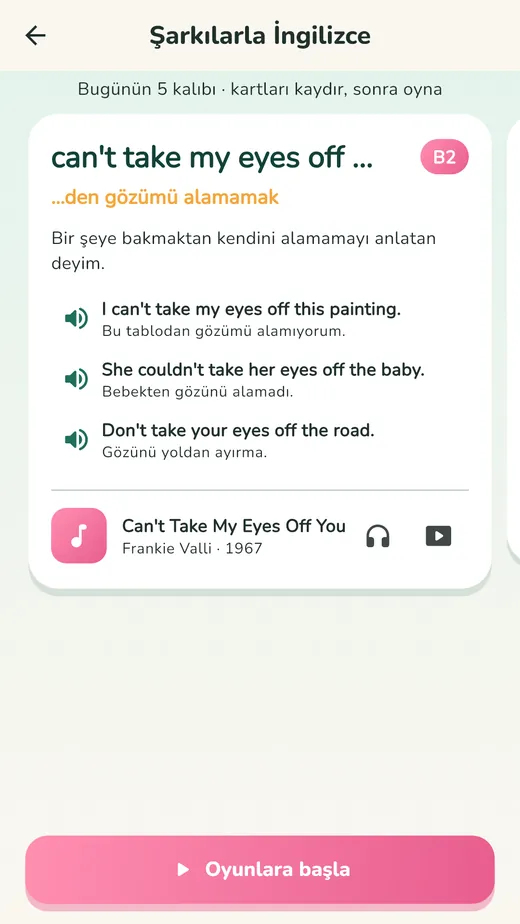 Şarkılarla İngilizce
Bugünün 5 kalıbı · kartları kaydır, sonra oyna
can't take my eyes off ...
B2
...den gözümü alamamak
Bir şeye bakmaktan kendini alamamayı anlatan
deyim.
I can't take my eyes off this painting.
Bu tablodan gözümü alamıyorum.
She couldn't take her eyes off the baby.
Bebekten gözünü alamadı.
Don't take your eyes off the road.
Gözünü yoldan ayırma.
Can't Take My Eyes Off You
Frankie Valli · 1967
Oyunlara başla